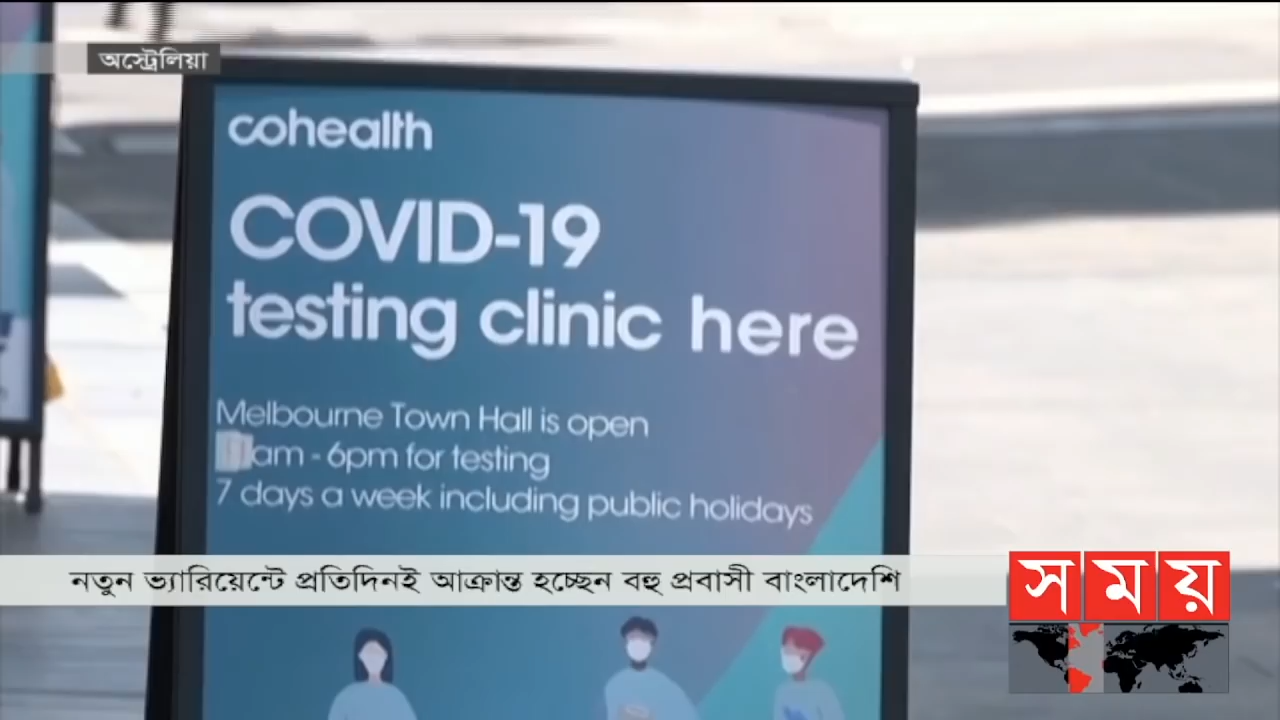 অস্ট্রেলিয়া
cohealth
COVID-19
testing clinic here
Melbourne Town Hall is open
am - 6pm for testing
7 days a week including public holidays
নতুন ভ্যারিয়েন্টে প্রতিদিনই আক্রান্ত হচ্ছেন বহু প্রবাসী বাংলাদেশি
সময়